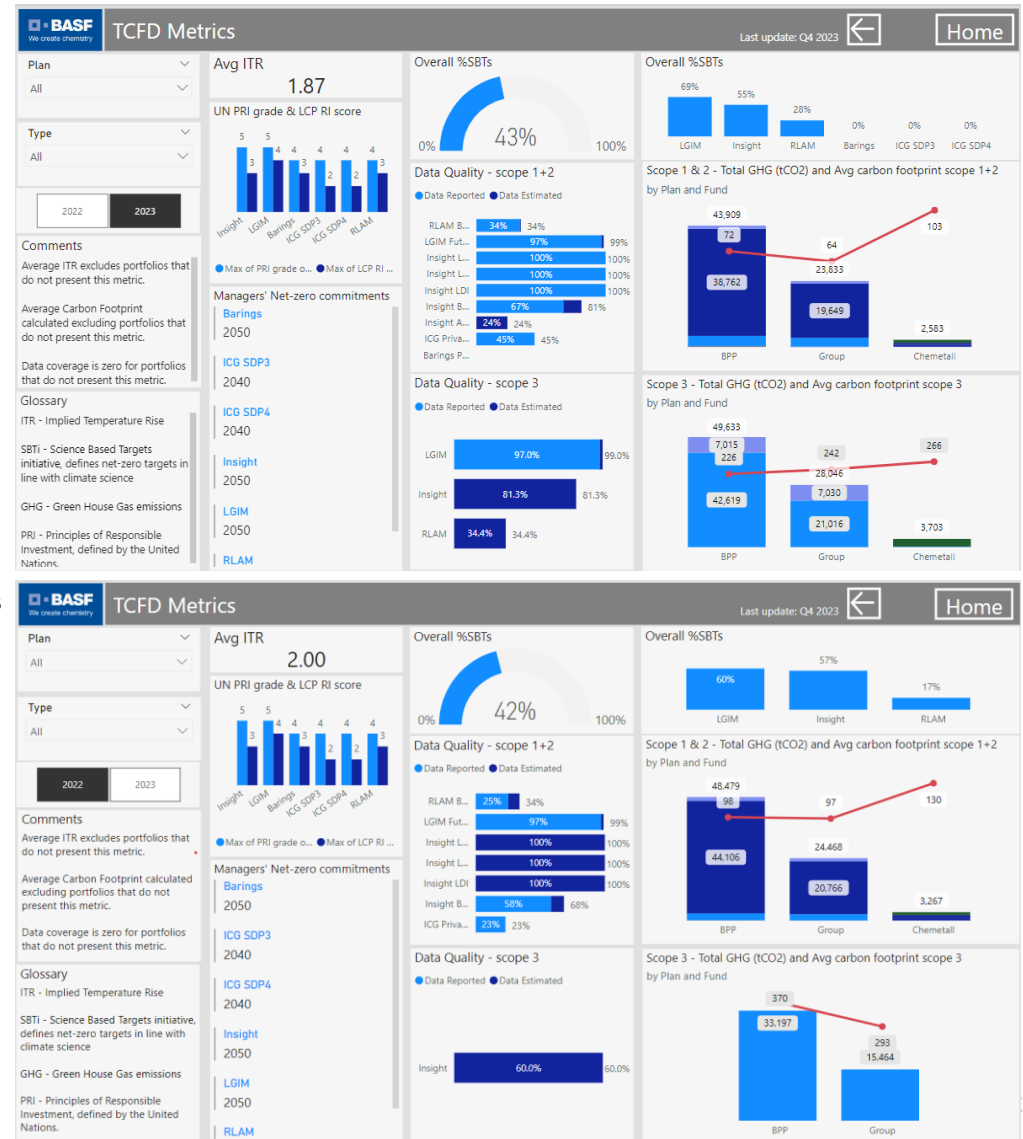 BASF
We create chemistry
TCFD Metrics
Last update: Q4 2023
Home
Plan
All
Type
All
2022
2023
Comments
Average ITR excludes portfolios that
do not present this metric.
Average Carbon Footprint
calculated excluding portfolios that
do not present this metric.
Data coverage is zero for portfolios
that do not present this metric.
Glossary
ITR - Implied Temperature Rise
SBTi - Science Based Targets
initiative, defines net-zero targets in
line with climate science
GHG - Green House Gas emissions
PRI - Principles of Responsible
Investment, defined by the United
Nations.
Avg ITR
1.87
UN PRI grade & LCP RI score
5 5 4 4 4 4
3 4 3 2 2 3
Insight LGIM Barings ICG SDP3 ICG SDP4 RLAM
Max of PRI grade o... Max of LCP RI ...
Managers' Net-zero commitments
Barings
2050
ICG SDP3
2040
ICG SDP4
2040
Insight
2050
LGIM
2050
RLAM
Overall %SBTs
0% 43% 100%
Data Quality - scope 1+2
Data Reported Data Estimated
RLAM B... 34% 34%
LGIM Fut... 97% 99%
Insight L... 100% 100%
Insight L... 100% 100%
Insight LDI 100% 100%
Insight B... 67% 81%
Insight A... 24% 24%
ICG Priva... 45% 45%
Barings P...
Data Quality - scope 3
Data Reported Data Estimated
LGIM 97.0% 99.0%
Insight 81.3% 81.3%
RLAM 34.4% 34.4%
Overall %SBTs
69% 55% 28% 0% 0% 0%
LGIM Insight RLAM Barings ICG SDP3 ICG SDP4
Scope 1 & 2 - Total GHG (tCO2) and Avg carbon footprint scope 1+2
by Plan and Fund
43,909
72
38,762
64
23,833
19,649
103
2,583
BPP Group Chemetall
Scope 3 - Total GHG (tCO2) and Avg carbon footprint scope 3
by Plan and Fund
49,633
7,015
226
42,619
242
28,046
7,030
21,016
266
3,703
BPP Group Chemetall
BASF
We create chemistry
TCFD Metrics
Last update: Q4 2023
Home
Plan
All
Type
All
2022
2023
Comments
Average ITR excludes portfolios that
do not present this metric.
Average Carbon Footprint calculated
excluding portfolios that do not
present this metric.
Data coverage is zero for portfolios
that do not present this metric.
Glossary
ITR - Implied Temperature Rise
SBTi - Science Based Targets initiative,
defines net-zero targets in line with
climate science
GHG - Green House Gas emissions
PRI - Principles of Responsible
Investment, defined by the United
Nations.
Avg ITR
2.00
UN PRI grade & LCP RI score
5 5 4 4 4 4
3 4 3 2 2 3
Insight LGIM Barings ICG SDP3 ICG SDP4 RLAM
Max of PRI grade o... Max of LCP RI ...
Managers' Net-zero commitments
Barings
2050
ICG SDP3
2040
ICG SDP4
2040
Insight
2050
LGIM
2050
RLAM
Overall %SBTs
0% 42% 100%
Data Quality - scope 1+2
Data Reported Data Estimated
RLAM B... 25% 34%
LGIM Fut... 97% 99%
Insight L... 100% 100%
Insight L... 100% 100%
Insight LDI 100% 100%
Insight B... 58% 68%
ICG Priva... 23% 23%
Data Quality - scope 3
Data Reported Data Estimated
Insight 60.0% 60.0%
Overall %SBTs
60% 57% 17%
LGIM Insight RLAM
Scope 1 & 2 - Total GHG (tCO2) and Avg carbon footprint scope 1+2
by Plan and Fund
48,479
98
44,106
97
24,468
20,766
130
3,267
BPP Group Chemetall
Scope 3 - Total GHG (tCO2) and Avg carbon footprint scope 3
by Plan and Fund
370
33,197
293
15,464
BPP Group